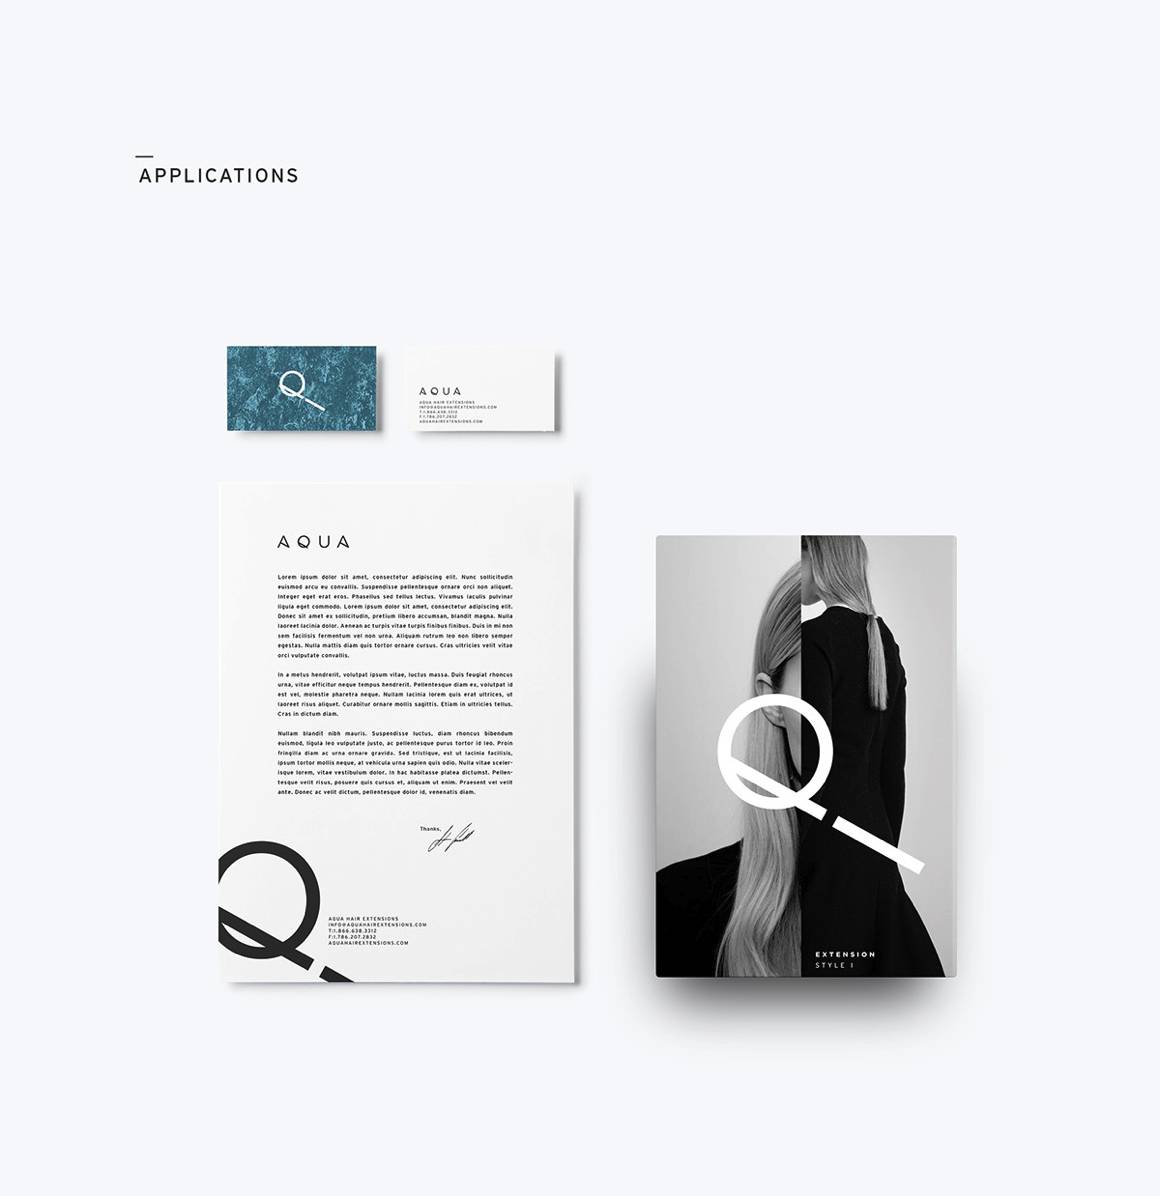 APPLICATIONS
AQUA
AQUA HAIR EXTENSIONS
INFO@AQUAHAIREXTENSIONS.COM
T:1.866.638.3312
F:1.786.207.2832
AQUAHAIREXTENSIONS.COM
AQUA
Lorem ipsum dolor sit amet, consectetur adipiscing elit. Nunc sollicitudin
euismod arcu eu convallis. Suspendisse pellentesque ornare orci non aliquet.
Integer eget erat eros. Phasellus sed tellus lectus. Vivamus iaculis pulvinar
ligula eget commodo. Lorem ipsum dolor sit amet, consectetur adipiscing elit.
Donec sit amet ex sollicitudin, pretium libero accumsan, blandit magna. Nulla
laoreet lacinia dolor. Aenean ac turpis vitae turpis finibus finibus. Duis in mi non
sem facilisis fermentum vel non urna. Aliquam rutrum leo non libero semper
egestas. Nulla mattis diam quis tortor ornare cursus. Cras ultricies velit vitae
orci vulputate convallis.
In a metus hendrerit, volutpat ipsum vitae, luctus massa. Duis feugiat rhoncus
urna, vitae efficitur neque tempus hendrerit. Pellentesque diam ex, volutpat id
est vel, molestie pharetra neque. Nullam lacinia lorem quis erat ultrices, ut
laoreet risus aliquet. Curabitur ornare mollis sagittis. Etiam in ultricies tellus.
Cras in dictum diam.
Nullam blandit nibh mauris. Suspendisse luctus, diam rhoncus bibendum
euismod, ligula leo vulputate justo, ac pellentesque purus tortor id leo. Proin
fringilla diam ac urna ornare gravida. Sed tristique, est ut lacinia facilisis,
ipsum tortor mollis neque, at vehicula urna sapien quis odio. Nulla vitae sceler-
isque lorem, vitae vestibulum dolor. In hac habitasse platea dictumst. Pellen-
tesque velit risus, posuere quis cursus et, aliquam ut enim. Praesent vel velit
ante. Donec ac velit dictum, pellentesque dolor id, venenatis diam.
Thanks,
AQUA HAIR EXTENSIONS
INFO@AQUAHAIREXTENSIONS.COM
T:1.866.638.3312
F:1.786.207.2832
AQUAHAIREXTENSIONS.COM
EXTENSION
STYLE I